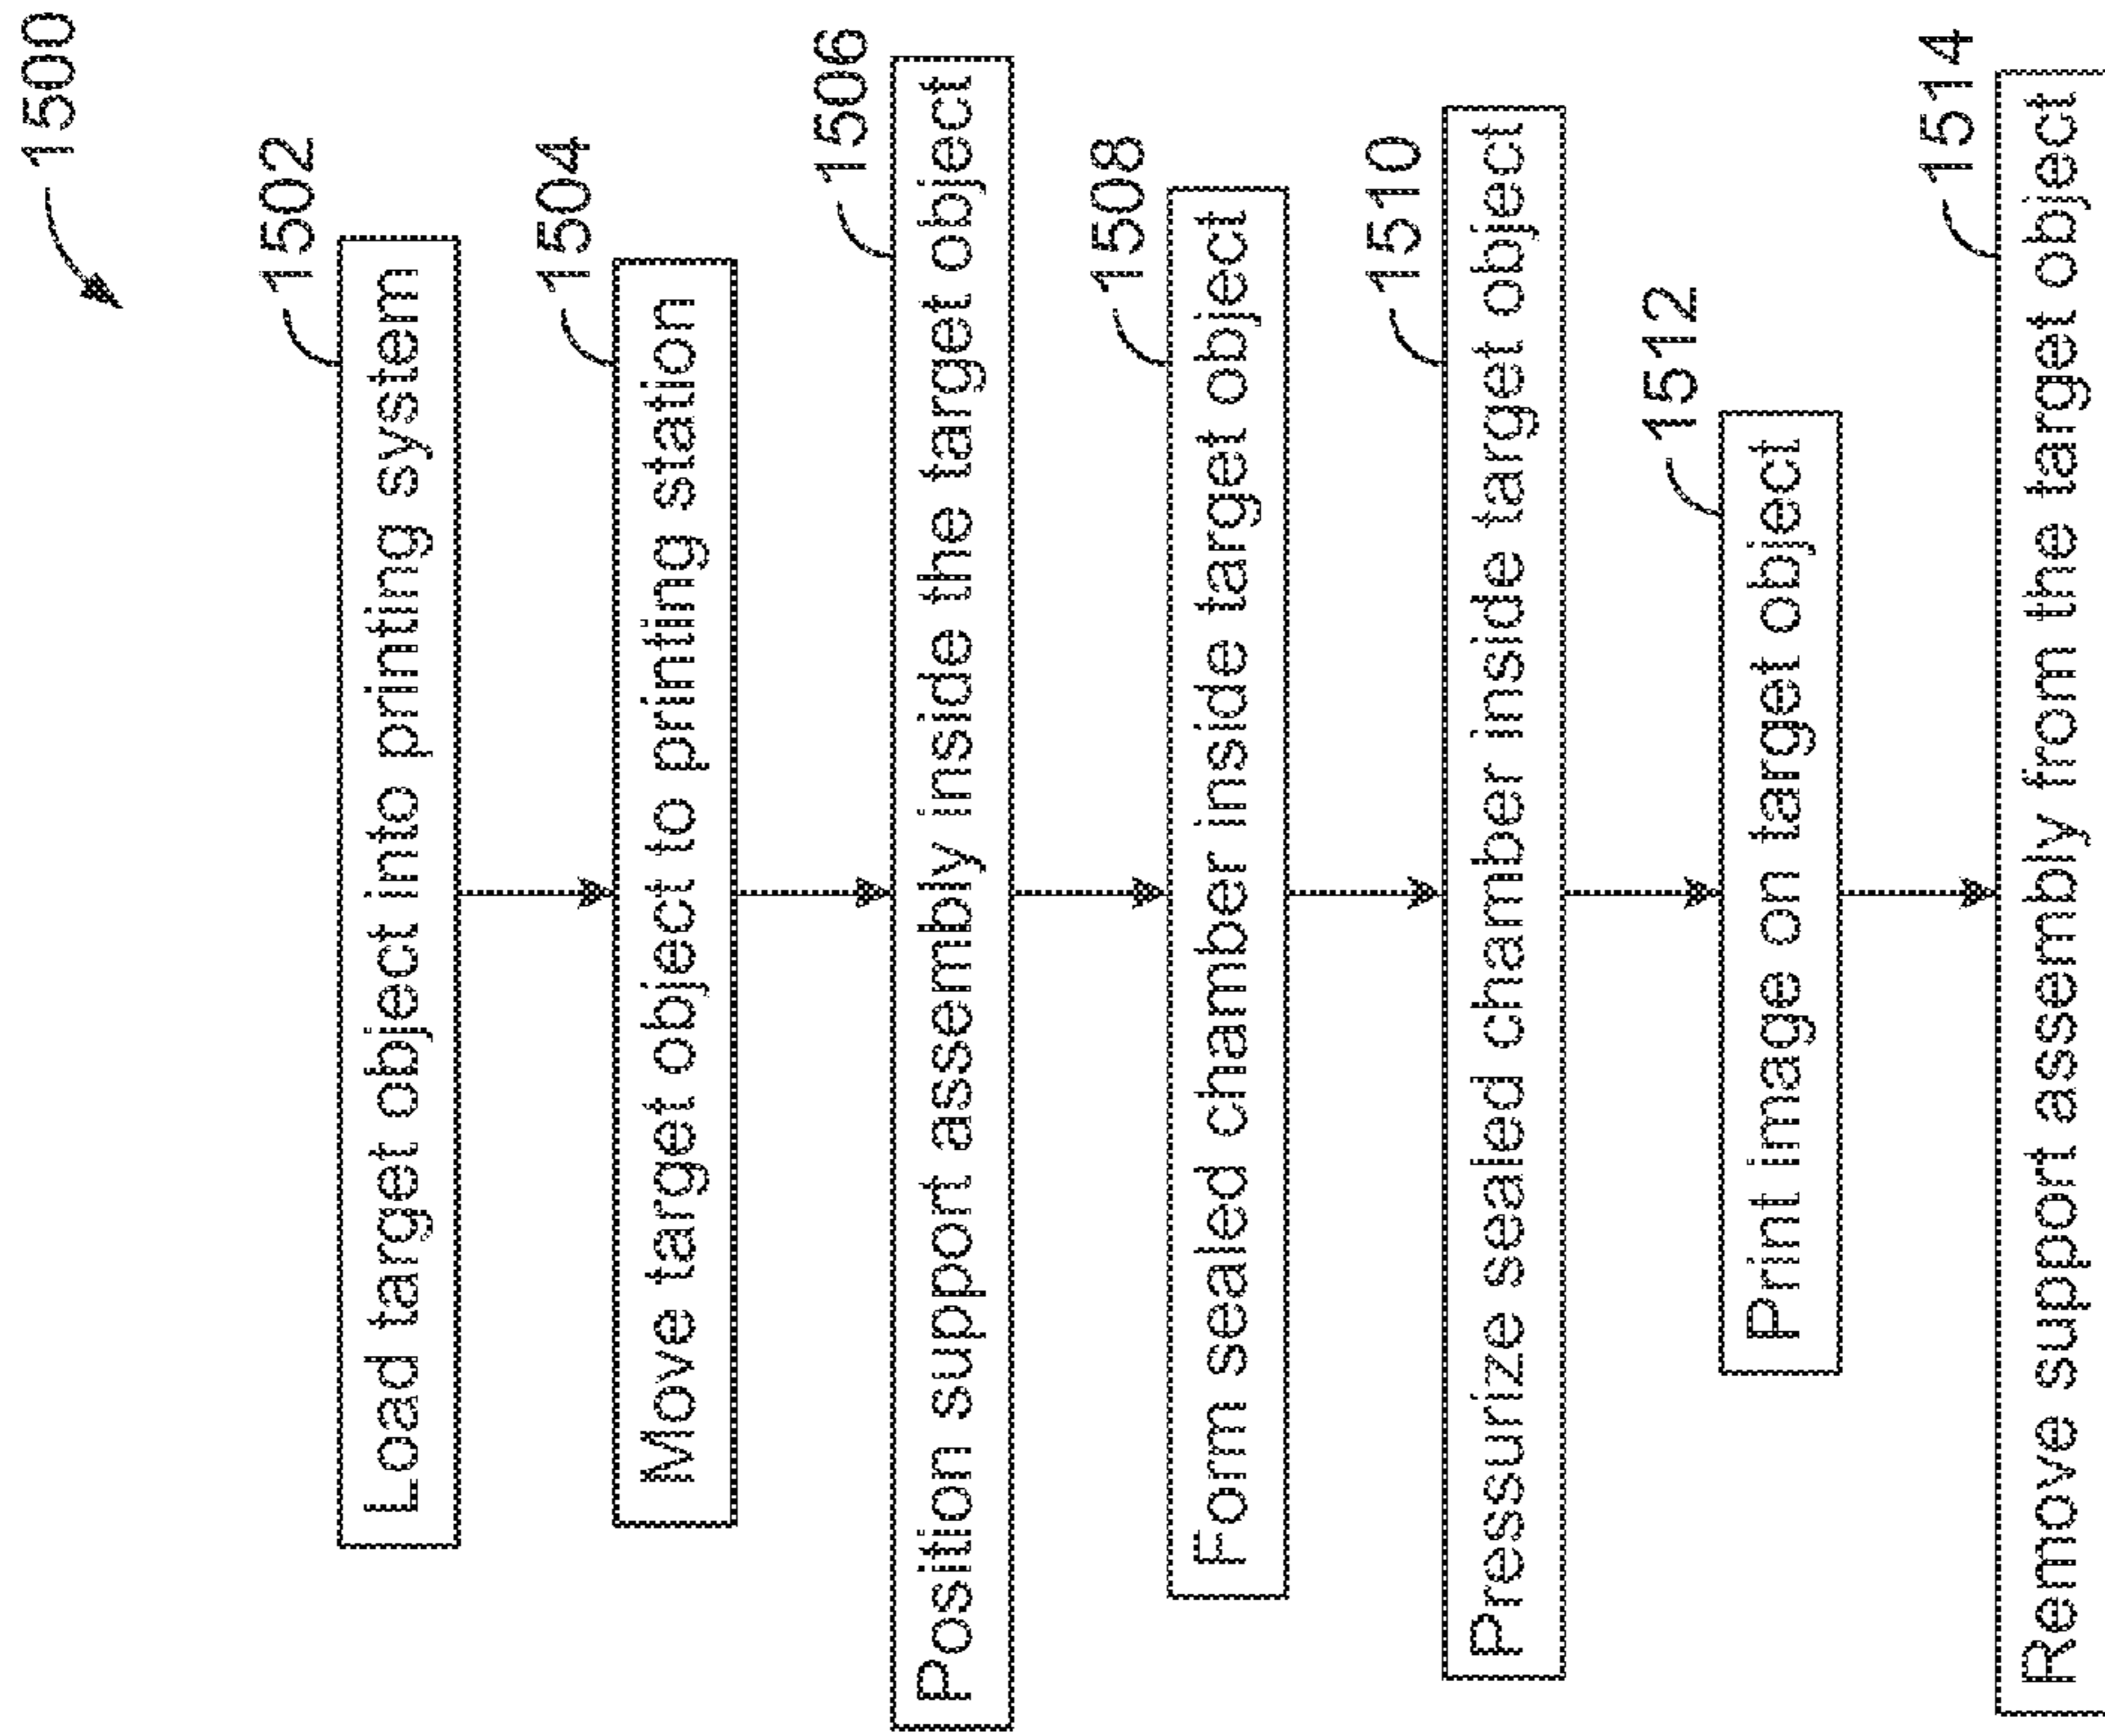 1500
1502
Load target object into printing system
1504
Move target object to printing station
1506
Position support assembly inside the target object
1508
Form sealed chamber inside target object
1510
Pressurize sealed chamber inside target object
1512
Print image on target object
1514
Remove support assembly from the target object